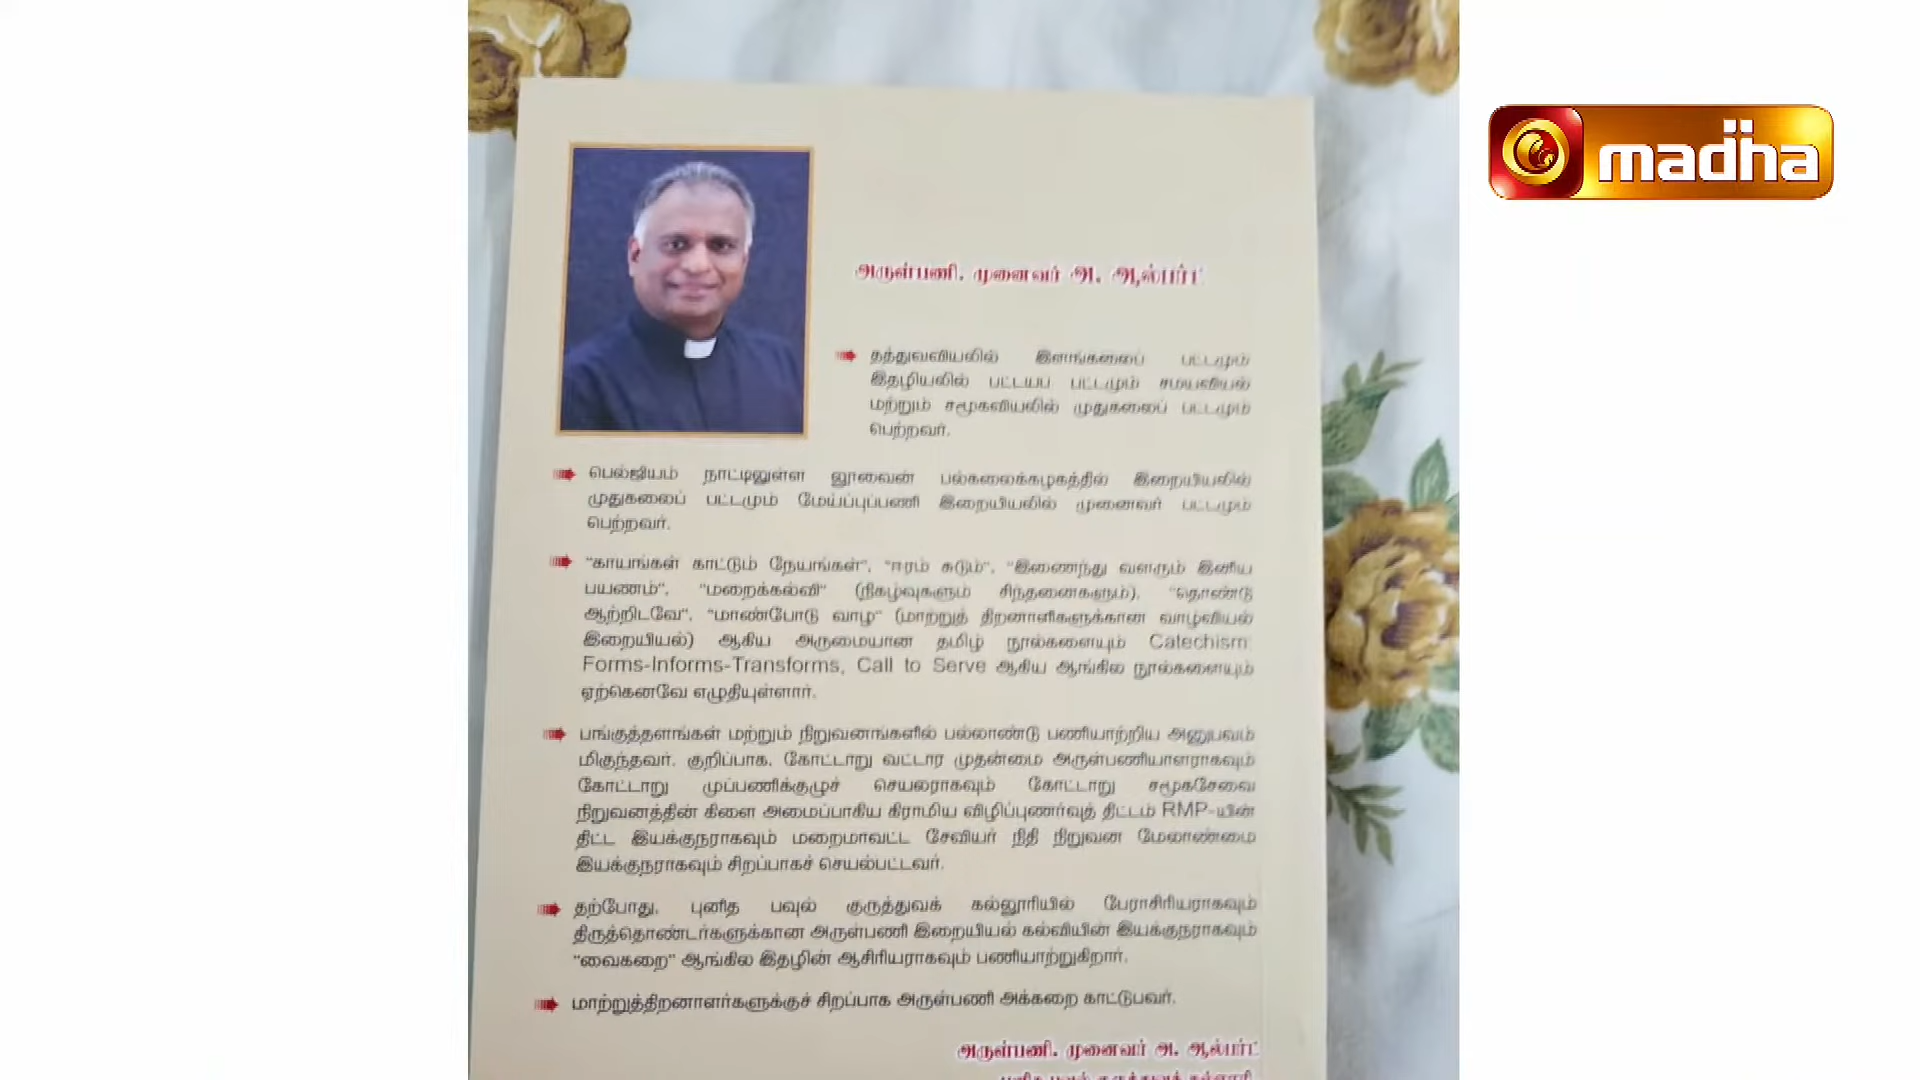 madha
அருள்பணி. முனைவர் அ. ஆல்பர்ட்
தத்துவவியலில் இளங்கலைப் பட்டமும்
இதழியலில் பட்டயப் பட்டமும் சமயவியல்
மற்றும் சமூகவியலில் முதுகலைப் பட்டமும்
பெற்றவர்.
பெல்ஜியம் நாட்டிலுள்ள லூவைன் பல்கலைக்கழகத்தில் இறையியலில்
முதுகலைப் பட்டமும் மேய்ப்புப்பணி இறையியலில் முனைவர் பட்டமும்
பெற்றவர்.
"காயங்கள் காட்டும் நேயங்கள்", "ஈரம் சுடும்", "இணைந்து வளரும் இனிய
பயணம்", "மறைக்கல்வி" (நிகழ்வுகளும் சிந்தனைகளும்), "தொண்டு
ஆற்றிடவே", "மாண்போடு வாழ" (மாற்றுத் திறனாளிகளுக்கான வாழ்வியல்
இறையியல்) ஆகிய அருமையான தமிழ் நூல்களையும் Catechism:
Forms-Informs-Transforms, Call to Serve ஆகிய ஆங்கில நூல்களையும்
ஏற்கெனவே எழுதியுள்ளார்.
பங்குத்தளங்கள் மற்றும் நிறுவனங்களில் பல்லாண்டு பணியாற்றிய அனுபவம்
மிகுந்தவர். குறிப்பாக, கோட்டாறு வட்டார முதன்மை அருள்பணியாளராகவும்
கோட்டாறு முப்பணிக்குழுச் செயலராகவும் கோட்டாறு சமூகசேவை
நிறுவனத்தின் கிளை அமைப்பாகிய கிராமிய விழிப்புணர்வுத் திட்டம் RMP-யின்
திட்ட இயக்குநராகவும் மறைமாவட்ட சேவியர் நிதி நிறுவன மேலாண்மை
இயக்குநராகவும் சிறப்பாகச் செயல்பட்டவர்.
தற்போது, புனித பவுல் குருத்துவக் கல்லூரியில் பேராசிரியராகவும்
திருத்தொண்டர்களுக்கான அருள்பணி இறையியல் கல்வியின் இயக்குநராகவும்
"வைகறை" ஆங்கில இதழின் ஆசிரியராகவும் பணியாற்றுகிறார்.
மாற்றுத்திறனாளர்களுக்குச் சிறப்பாக அருள்பணி அக்கறை காட்டுபவர்.
அருள்பணி. முனைவர் அ. ஆல்பர்ட்